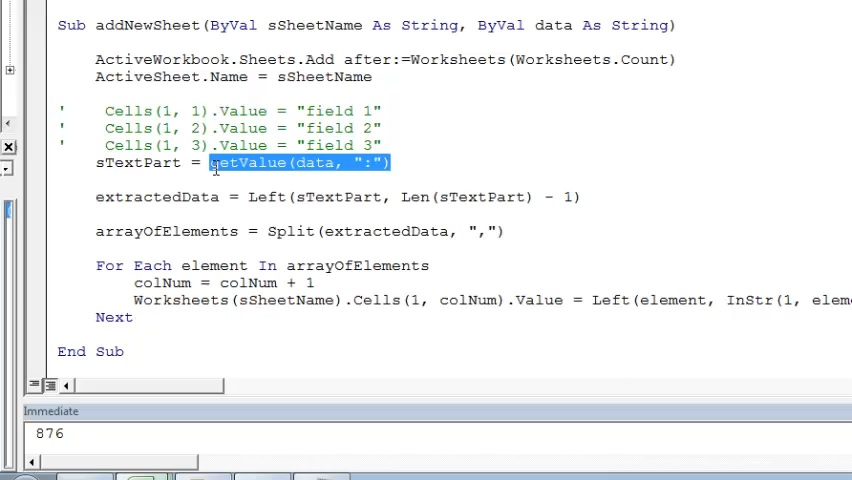 Sub addNewSheet(ByVal sSheetName As String, ByVal data As String)
ActiveWorkbook.Sheets.Add after:=Worksheets(Worksheets.Count)
ActiveSheet.Name = sSheetName
' Cells(1, 1).Value = "field 1"
' Cells(1, 2).Value = "field 2"
' Cells(1, 3).Value = "field 3"
sTextPart = getValue(data, ":")
extractedData = Left(sTextPart, Len(sTextPart) - 1)
arrayOfElements = Split(extractedData, ",")
For Each element In arrayOfElements
colNum = colNum + 1
Worksheets(sSheetName).Cells(1, colNum).Value = Left(element, InStr(1, eleme
Next
End Sub
Immediate
876